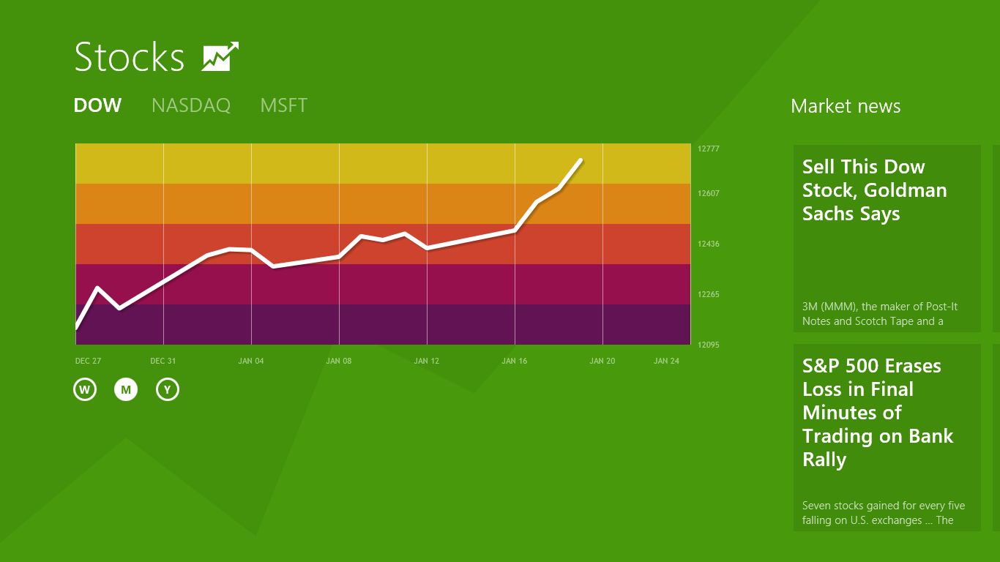 Stocks
DOW NASDAQ MSFT
12777
12607
12436
12265
12095
DEC 27 DEC 31 JAN 04 JAN 08 JAN 12 JAN 16 JAN 20 JAN 24
W M Y
Market news
Sell This Dow
Stock, Goldman
Sachs Says
3M (MMM), the maker of Post-It
Notes and Scotch Tape and a
S&P 500 Erases
Loss in Final
Minutes of
Trading on Bank
Rally
Seven stocks gained for every five
falling on U.S. exchanges ... The